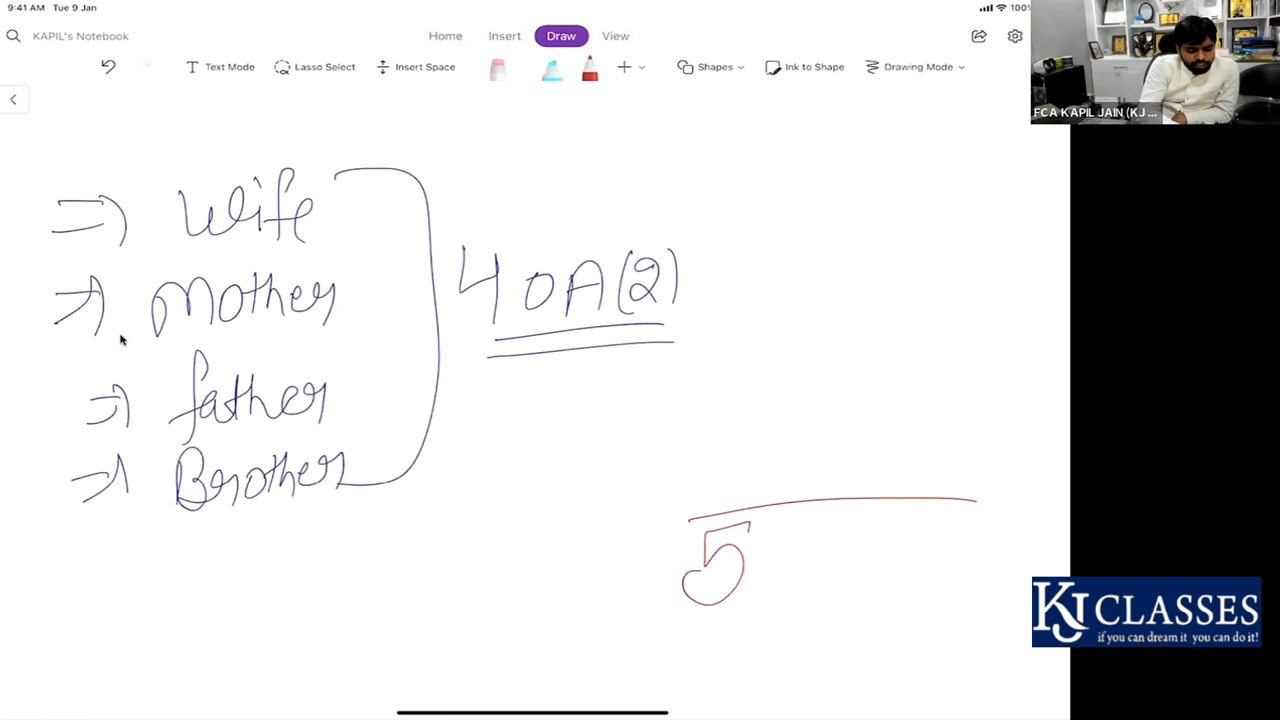 9:41 AM Tue 9 Jan
100%
KAPIL's Notebook
Home Insert Draw View
Text Mode Lasso Select Insert Space Shapes Ink to Shape Drawing Mode
FCA KAPIL JAIN (KJ ...
⇒ Wife
⇒ Mother
⇒ father
⇒ Brother
40A(2)
5
KJ CLASSES
if you can dream it you can do it!